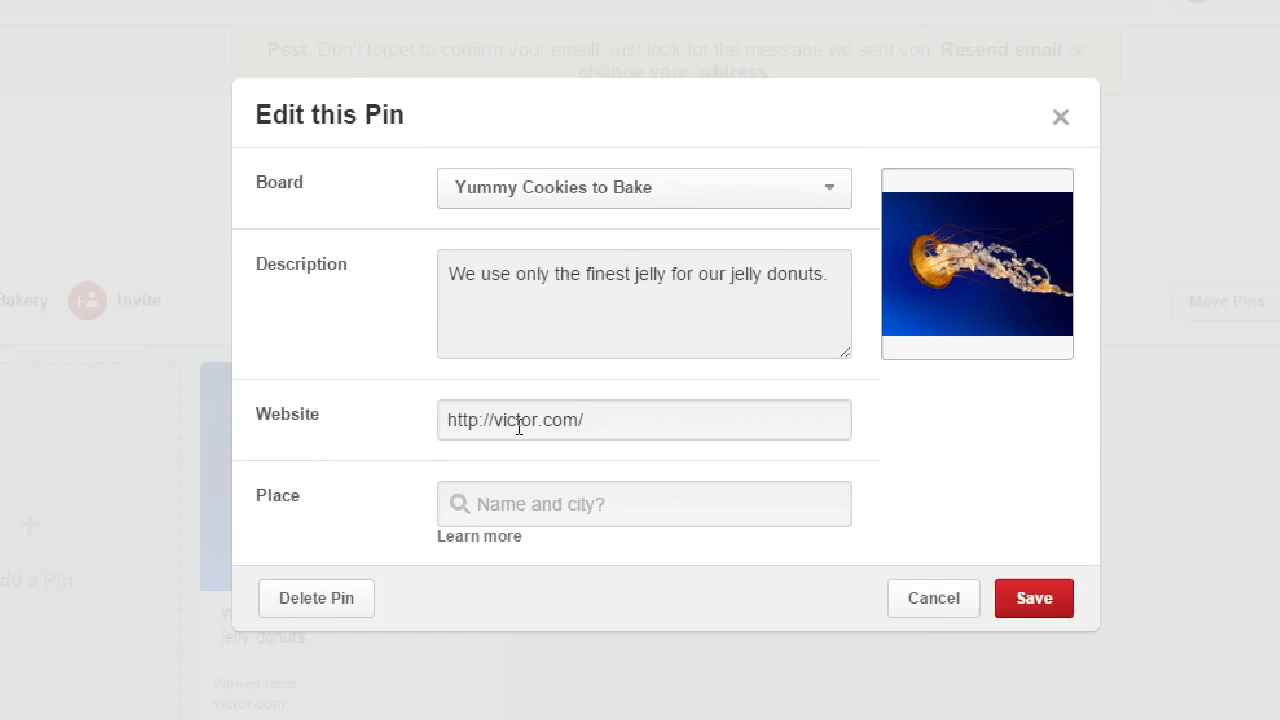 Psst. Don't forget to confirm your email! Just look for the message we sent you. Resend email or
change your address.
Edit this Pin
Board
Yummy Cookies to Bake
Description
We use only the finest jelly for our jelly donuts.
Website
http://victor.com/
Place
Name and city?
Learn more
Delete Pin
Cancel
Save
Bakery
Invite
Move Pins
Add a Pin
jelly donuts.
Pinned from
victor.com